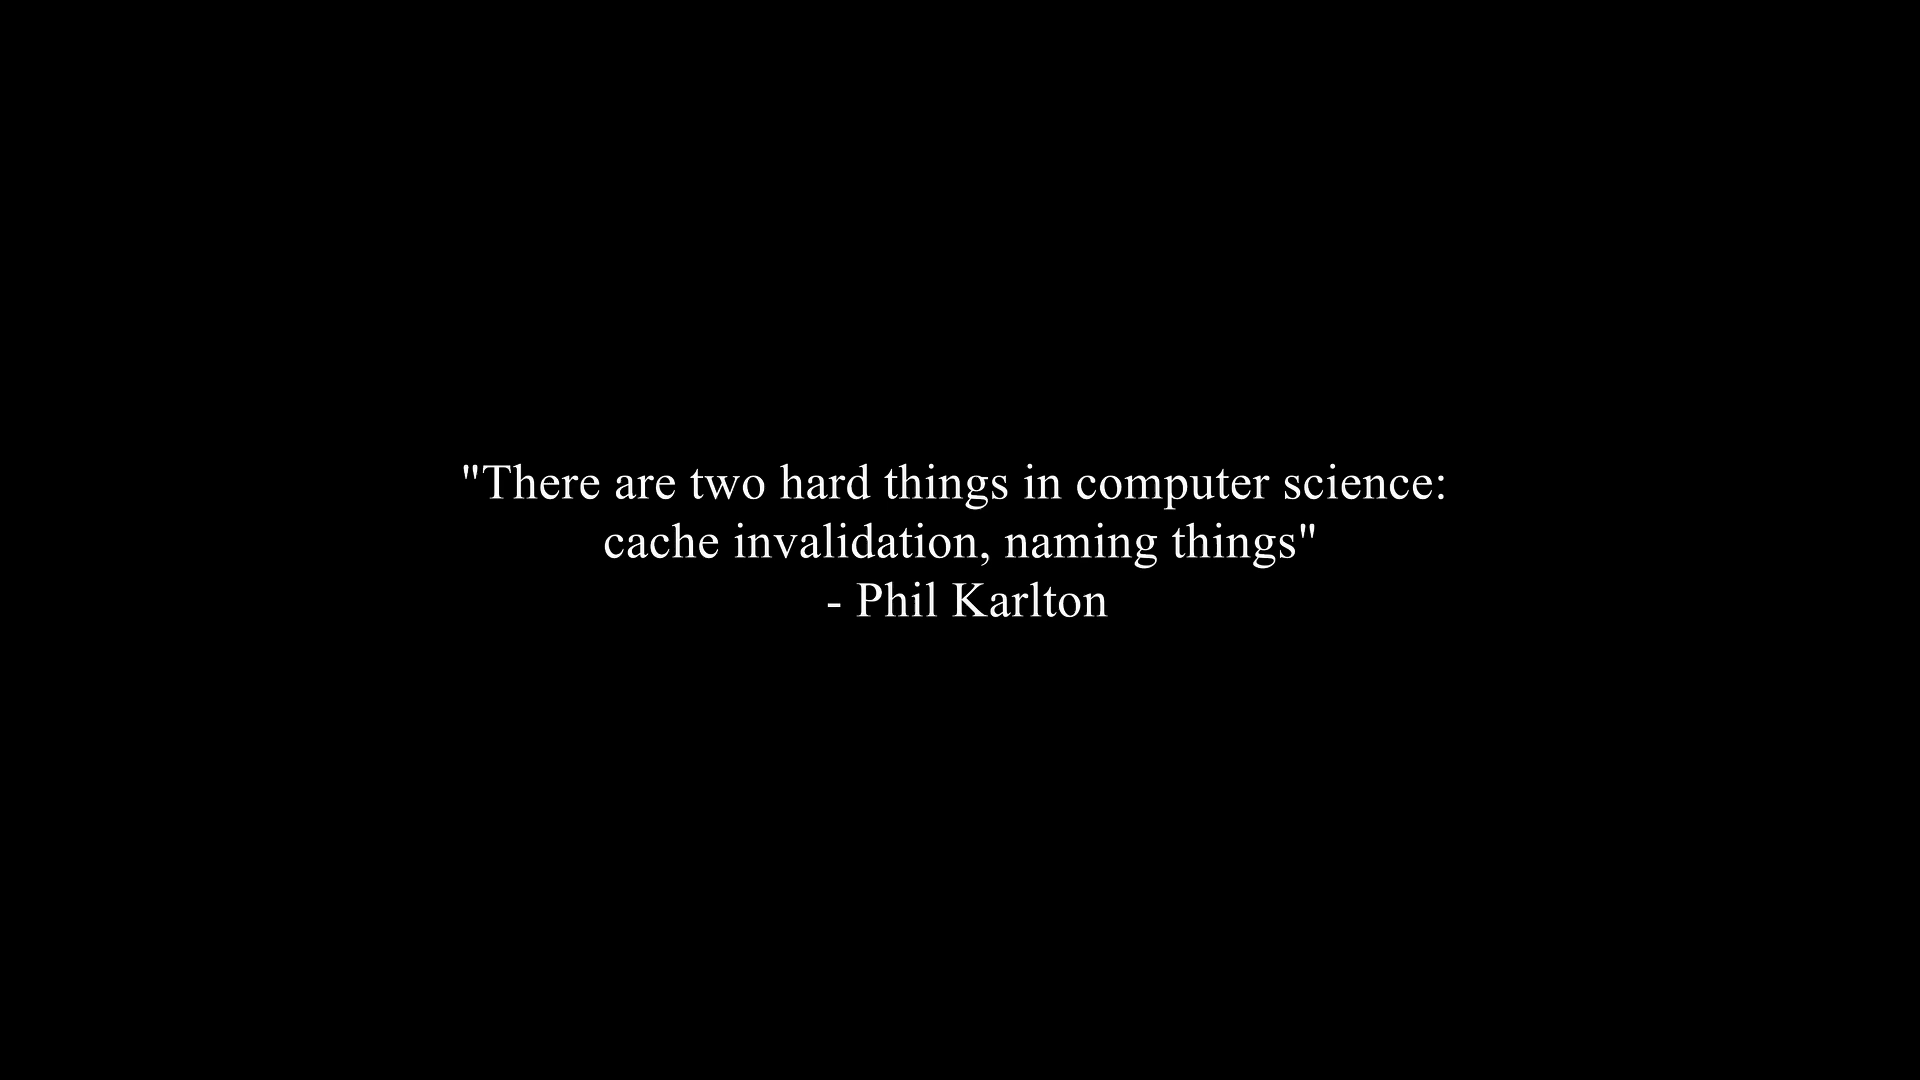 "There are two hard things in computer science:
cache invalidation, naming things"
- Phil Karlton